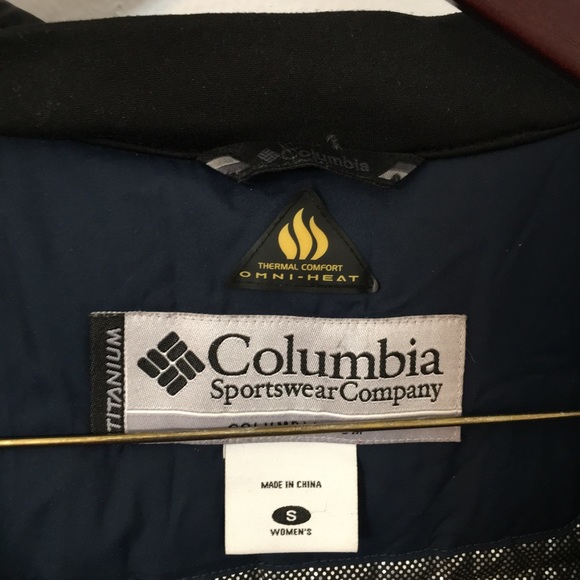 Columbia
THERMAL COMFORT
OMNI-HEAT
TITANIUM
Columbia
Sportswear Company
MADE IN CHINA
S
WOMEN'S